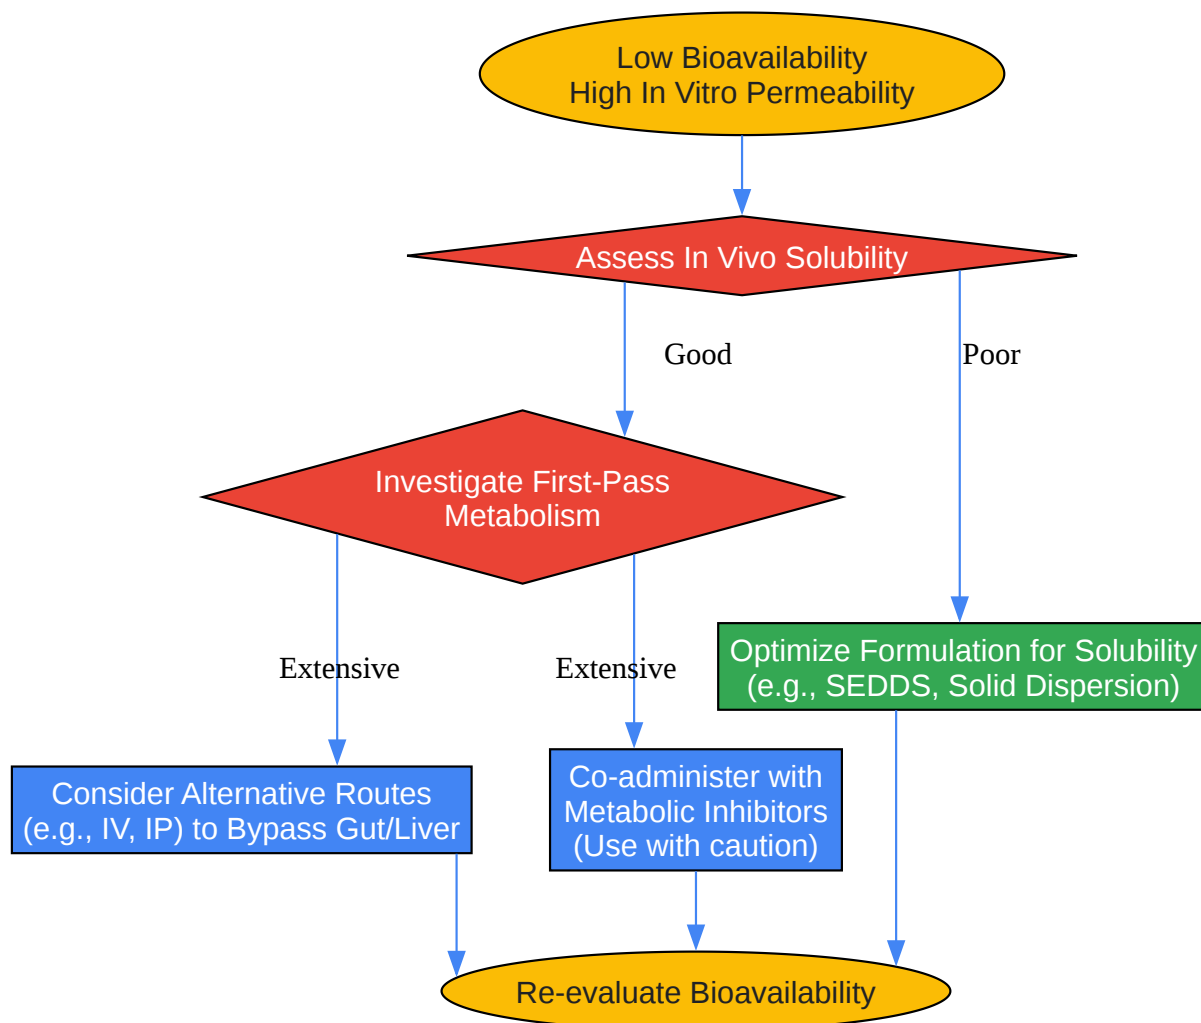 Low Bioavailability
High In Vitro Permeability
Assess In Vivo Solubility
Good
Poor
Investigate First-Pass
Metabolism
Extensive
Extensive
Optimize Formulation for Solubility
(e.g., SEDDS, Solid Dispersion)
Consider Alternative Routes
(e.g., IV, IP) to Bypass Gut/Liver
Co-administer with
Metabolic Inhibitors
(Use with caution)
Re-evaluate Bioavailability